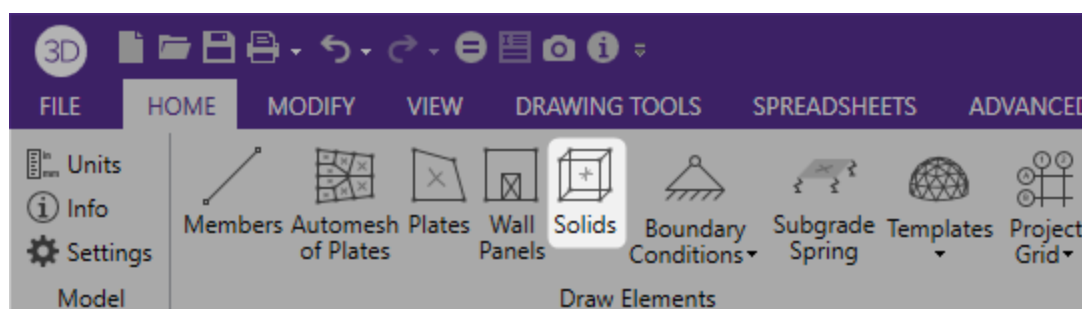 3D
FILE HOME MODIFY VIEW DRAWING TOOLS SPREADSHEETS ADVANCED
Units
Info
Settings
Model
Members
Automesh
of Plates
Plates
Wall
Panels
Solids
Boundary
Conditions
Subgrade
Spring
Templates
Project
Grid
Draw Elements